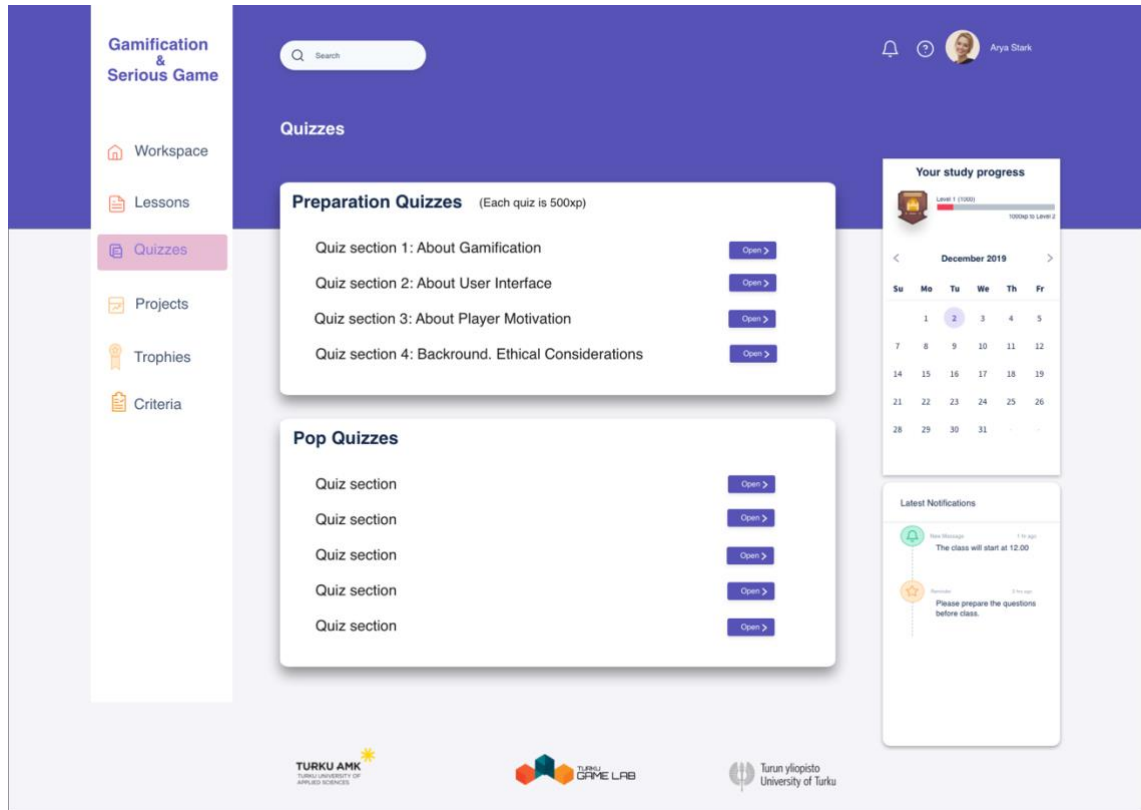 Gamification
&
Serious Game
Workspace
Lessons
Quizzes
Projects
Trophies
Criteria
Search
Arya Stark
Quizzes
Preparation Quizzes (Each quiz is 500xp)
Quiz section 1: About Gamification Open
Quiz section 2: About User Interface Open
Quiz section 3: About Player Motivation Open
Quiz section 4: Backround. Ethical Considerations Open
Pop Quizzes
Quiz section Open
Quiz section Open
Quiz section Open
Quiz section Open
Quiz section Open
Your study progress
Level 1 (1000)
1000xp to Level 2
December 2019
Su Mo Tu We Th Fr
1 2 3 4 5
7 8 9 10 11 12
14 15 16 17 18 19
21 22 23 24 25 26
28 29 30 31
Latest Notifications
New Message 1 hr ago
The class will start at 12.00
Reminder
Please prepare the questions
before class.
TURKU AMK
TURKU UNIVERSITY OF
APPLIED SCIENCES
TURKU
GAME LAB
Turun yliopisto
University of Turku